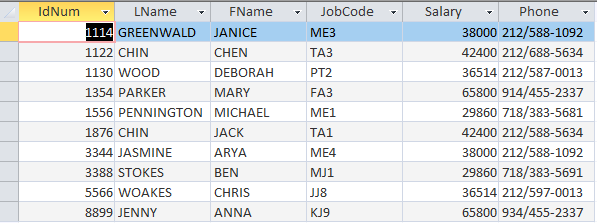 IdNum LName FName JobCode Salary Phone
1114 GREENWALD JANICE ME3 38000 212/588-1092
1122 CHIN CHEN TA3 42400 212/688-5634
1130 WOOD DEBORAH PT2 36514 212/587-0013
1354 PARKER MARY FA3 65800 914/455-2337
1556 PENNINGTON MICHAEL ME1 29860 718/383-5681
1876 CHIN JACK TA1 42400 212/588-5634
3344 JASMINE ARYA ME4 38000 212/588-1092
3388 STOKES BEN MJ1 29860 718/383-5691
5566 WOAKES CHRIS JJ8 36514 212/597-0013
8899 JENNY ANNA KJ9 65800 934/455-2337